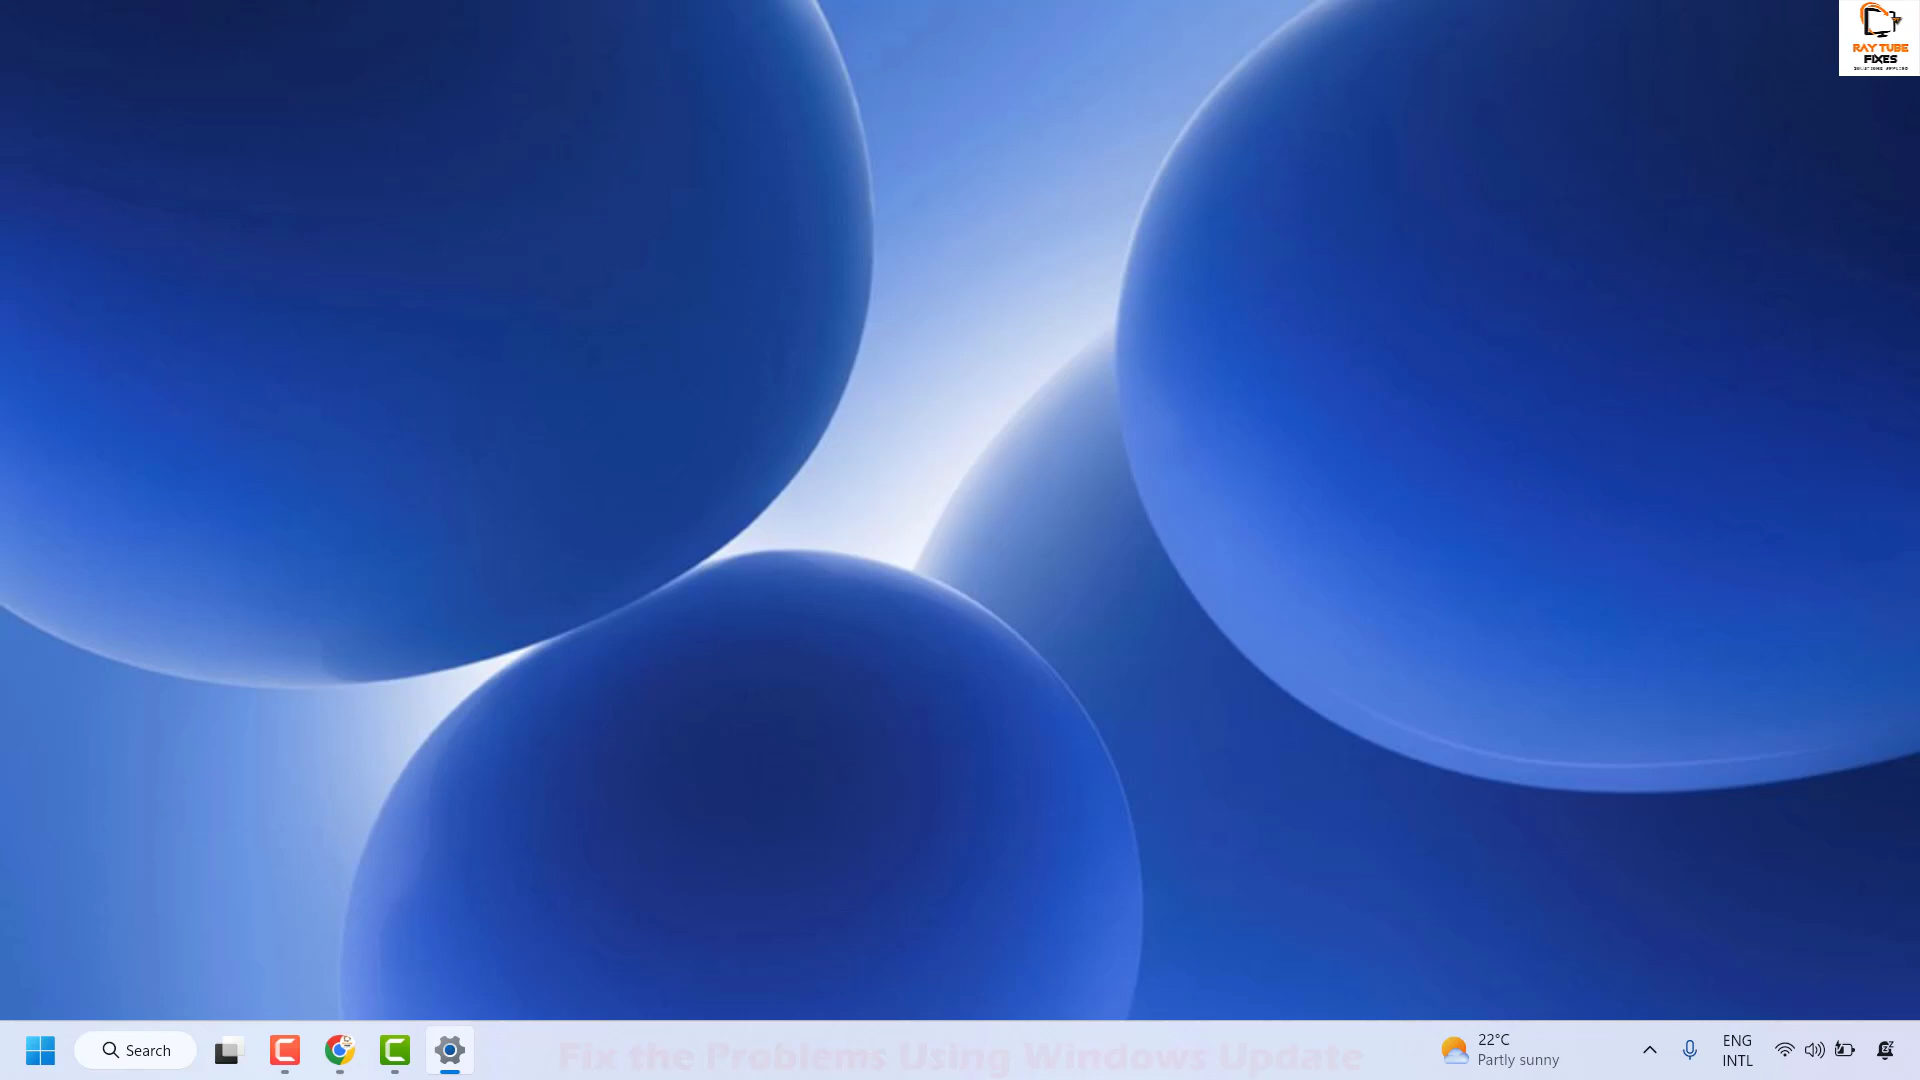 RAY TUBE
FIXES
Search
Fix the Problems Using Windows Update
22°C
Partly sunny
ENG
INTL